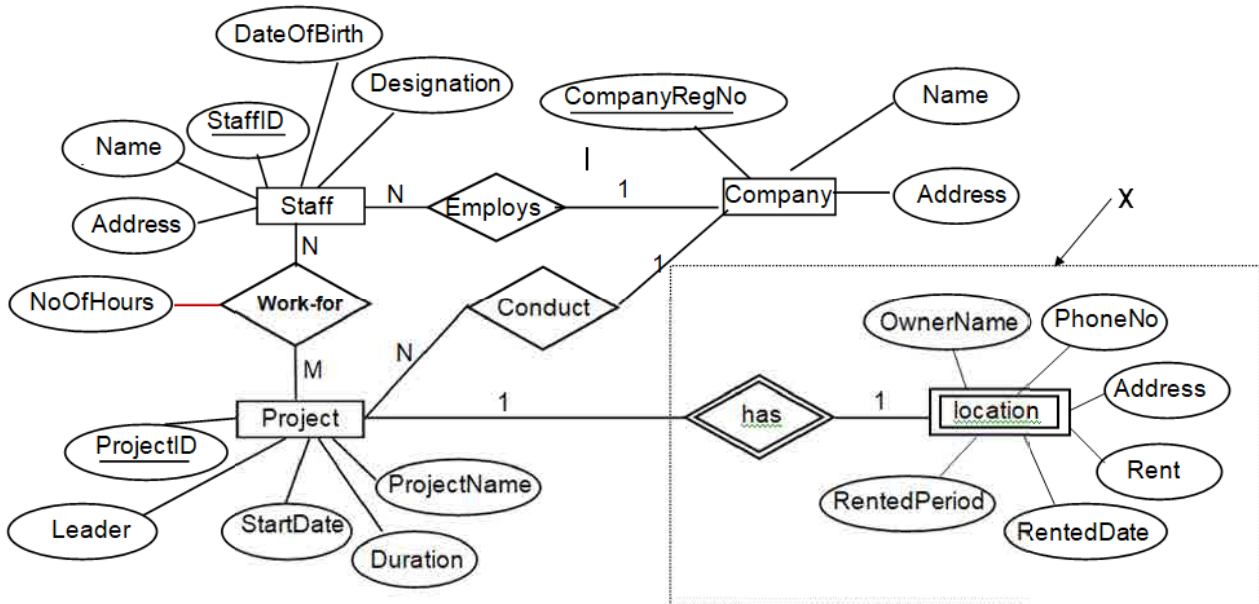 DateOfBirth
Designation
CompanyRegNo
Name
StaffID
Name
I
Staff
N
Employs
1
Company
Address
Address
X
N
NoOfHours
Work-for
Conduct
1
OwnerName
PhoneNo
N
M
Address
Project
1
has
1
location
ProjectID
ProjectName
Rent
RentedPeriod
Leader
StartDate
RentedDate
Duration